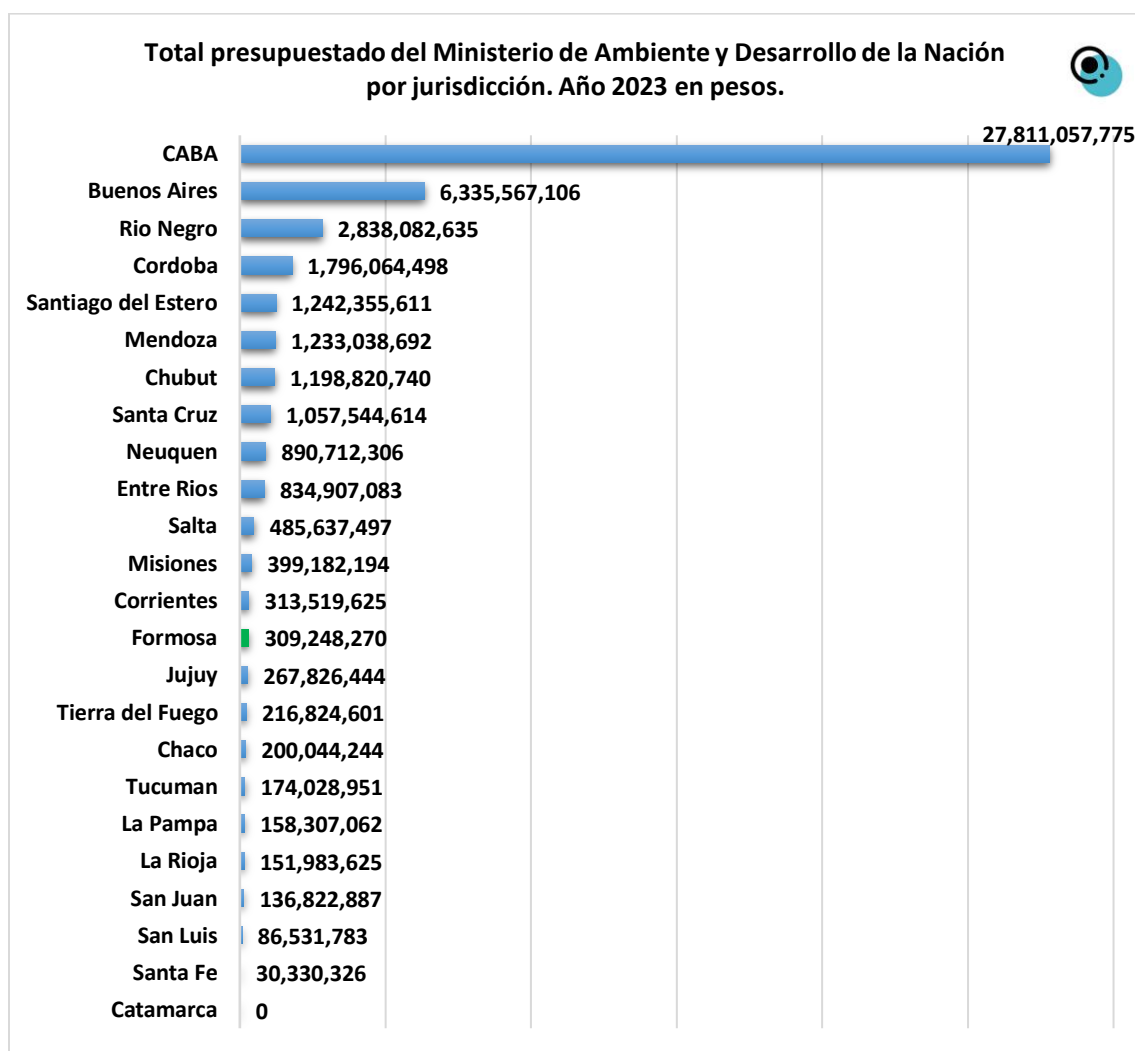 Total presupuestado del Ministerio de Ambiente y Desarrollo de la Nación
por jurisdicción. Año 2023 en pesos.
CABA 27,811,057,775
Buenos Aires 6,335,567,106
Rio Negro 2,838,082,635
Cordoba 1,796,064,498
Santiago del Estero 1,242,355,611
Mendoza 1,233,038,692
Chubut 1,198,820,740
Santa Cruz 1,057,544,614
Neuquen 890,712,306
Entre Rios 834,907,083
Salta 485,637,497
Misiones 399,182,194
Corrientes 313,519,625
Formosa 309,248,270
Jujuy 267,826,444
Tierra del Fuego 216,824,601
Chaco 200,044,244
Tucuman 174,028,951
La Pampa 158,307,062
La Rioja 151,983,625
San Juan 136,822,887
San Luis 86,531,783
Santa Fe 30,330,326
Catamarca 0